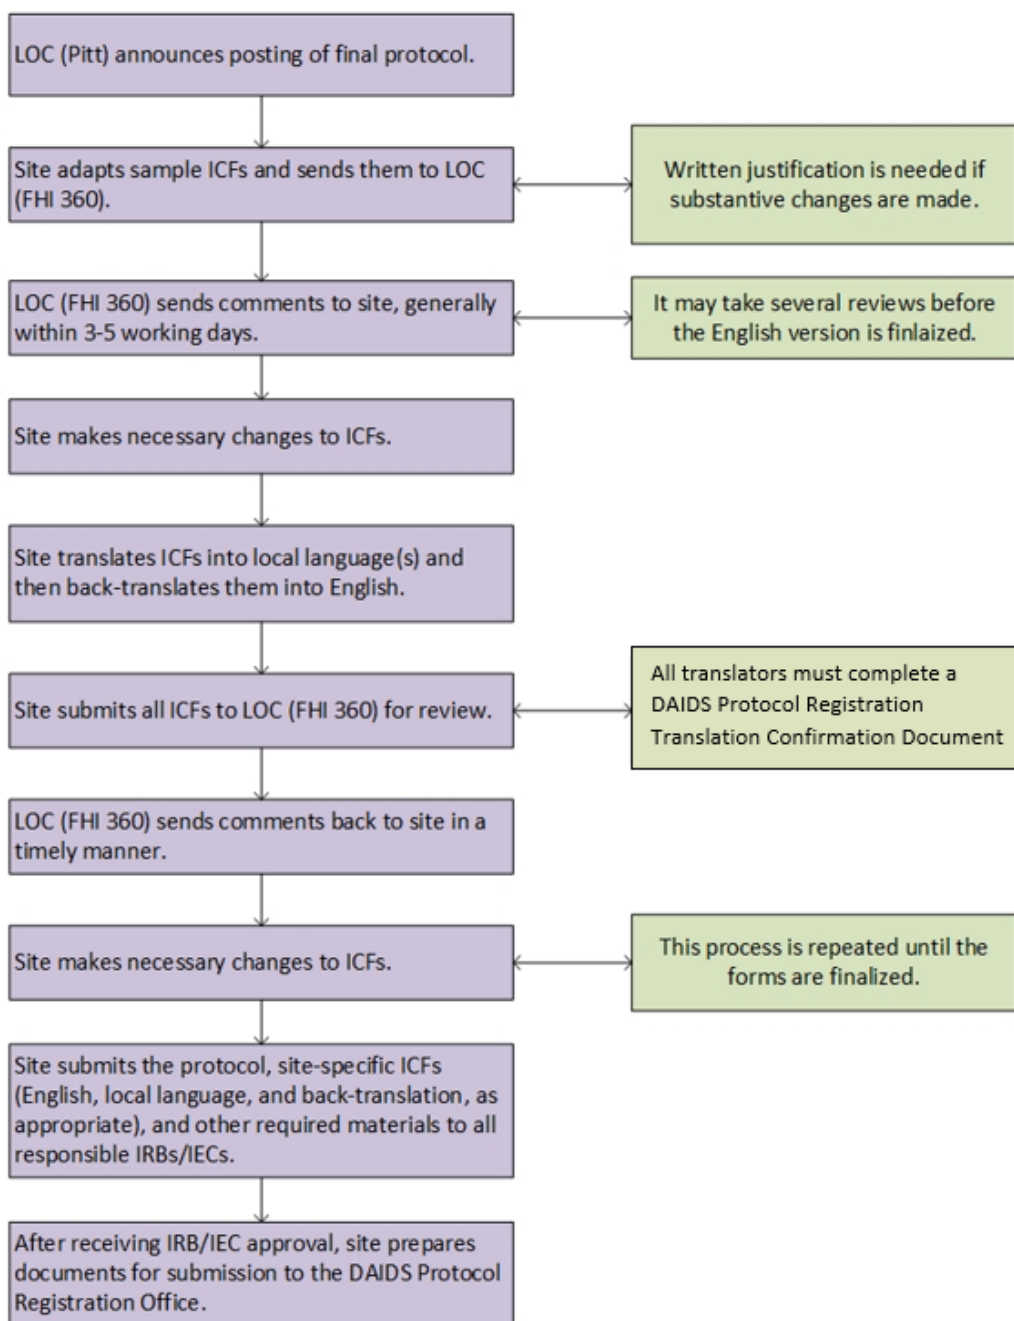 LOC (Pitt) announces posting of final protocol.
Site adapts sample ICFs and sends them to LOC
(FHI 360).
Written justification is needed if
substantive changes are made.
LOC (FHI 360) sends comments to site, generally
within 3-5 working days.
It may take several reviews before
the English version is finlaized.
Site makes necessary changes to ICFs.
Site translates ICFs into local language(s) and
then back-translates them into English.
Site submits all ICFs to LOC (FHI 360) for review.
All translators must complete a
DAIDS Protocol Registration
Translation Confirmation Document
LOC (FHI 360) sends comments back to site in a
timely manner.
Site makes necessary changes to ICFs.
This process is repeated until the
forms are finalized.
Site submits the protocol, site-specific ICFs
(English, local language, and back-translation, as
appropriate), and other required materials to all
responsible IRBs/IECs.
After receiving IRB/IEC approval, site prepares
documents for submission to the DAIDS Protocol
Registration Office.